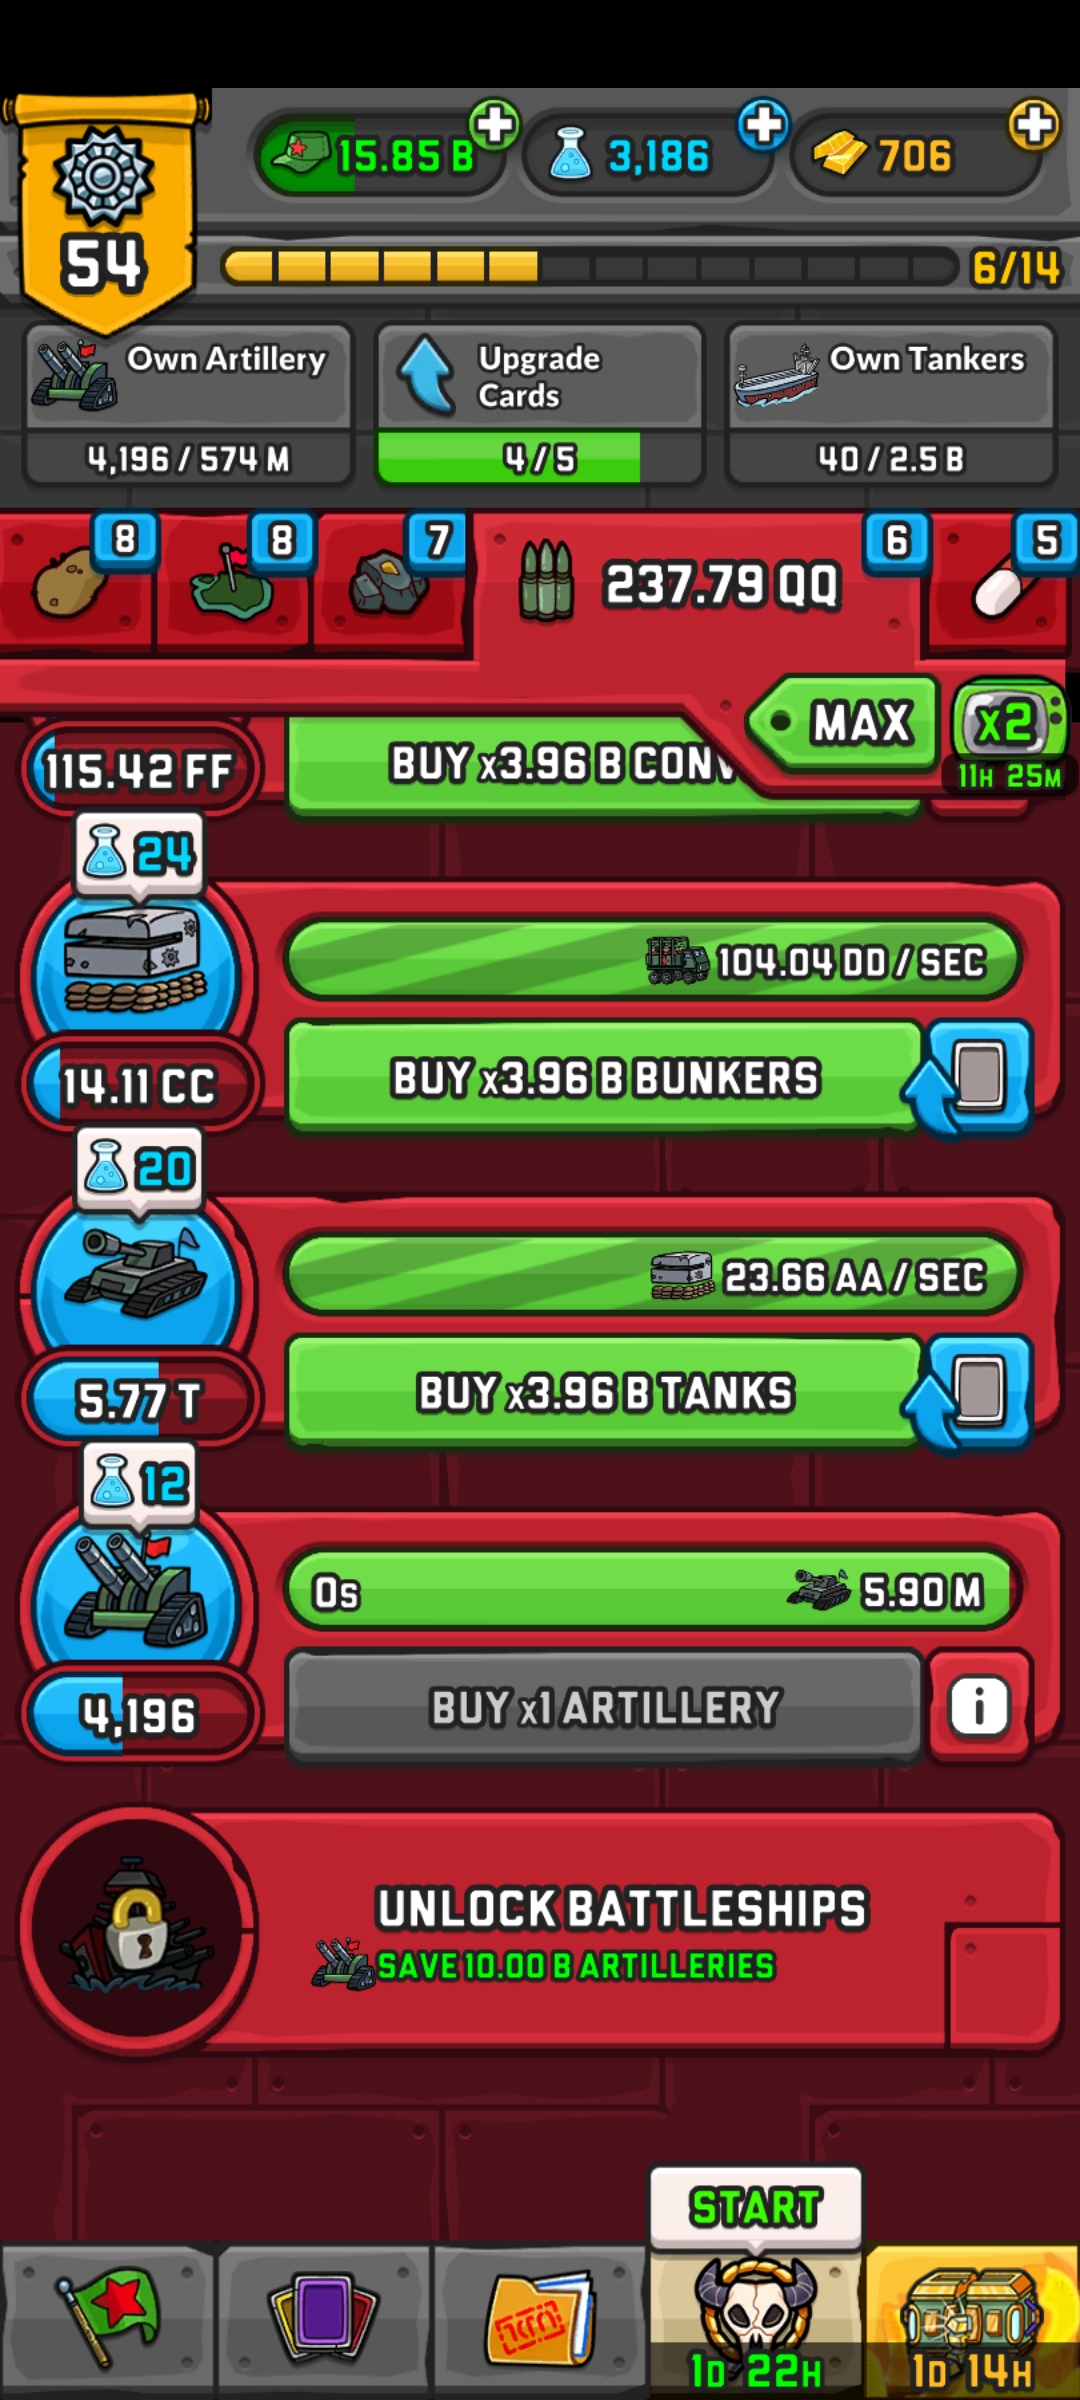 15.85 B
3,186
706
54
6/14
Own Artillery
4,196 / 574 M
Upgrade
Cards
4 / 5
Own Tankers
40 / 2.5 B
8
8
7
237.79 QQ
6
5
MAX
x2
11H 25M
115.42 FF
BUY x3.96 B CONV
24
104.04 DD / SEC
14.11 CC
BUY x3.96 B BUNKERS
20
23.66 AA / SEC
5.77 T
BUY x3.96 B TANKS
12
0s
5.90 M
4,196
BUY x1 ARTILLERY
i
UNLOCK BATTLESHIPS
SAVE 10.00 B ARTILLERIES
START
1D 22H
1D 14H